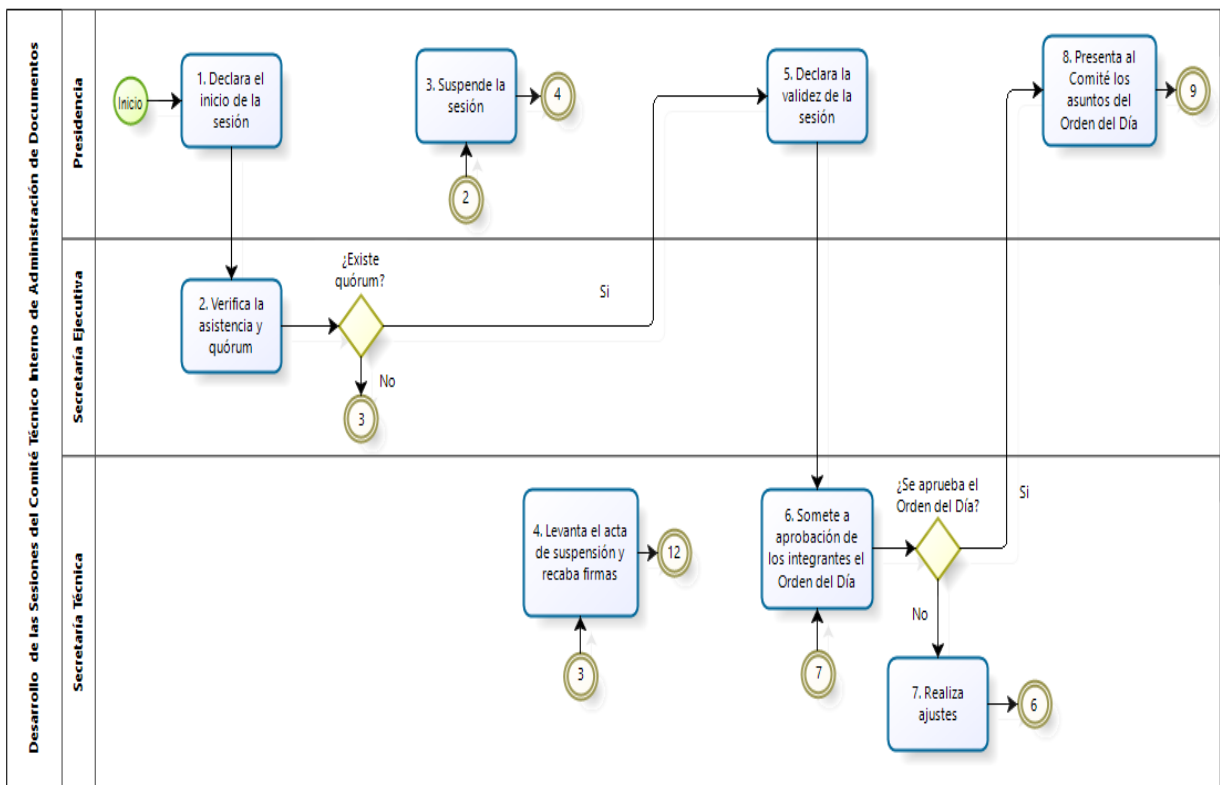 Desarrollo de las Sesiones del Comité Técnico Interno de Administración de Documentos
Presidencia
Inicio
1. Declara el
inicio de la
sesión
3. Suspende la
sesión
4
2
5. Declara la
validez de la
sesión
8. Presenta al
Comité los
asuntos del
Orden del Día
9
Secretaría Ejecutiva
2. Verifica la
asistencia y
quórum
¿Existe
quórum?
Si
No
3
Secretaría Técnica
4. Levanta el acta
de suspensión y
recaba firmas
12
3
6. Somete a
aprobación de
los integrantes el
Orden del Día
7
¿Se aprueba el
Orden del Día?
Si
No
7. Realiza
ajustes
6